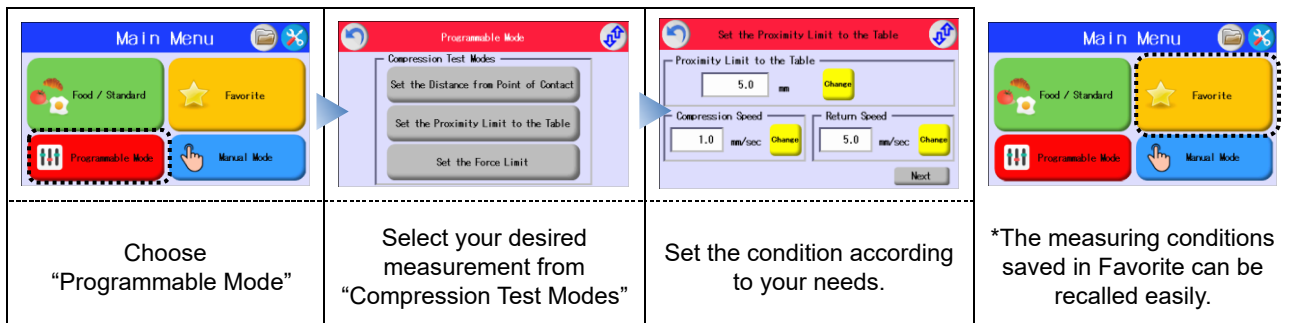 Main Menu
Food / Standard
Favorite
Programmable Mode
Manual Mode
Choose
“Programmable Mode”
Programmable Mode
Compression Test Modes
Set the Distance from Point of Contact
Set the Proximity Limit to the Table
Set the Force Limit
Select your desired
measurement from
“Compression Test Modes”
Set the Proximity Limit to the Table
Proximity Limit to the Table
5.0 mm Change
Compression Speed
1.0 mm/sec Change
Return Speed
5.0 mm/sec Change
Next
Set the condition according
to your needs.
Main Menu
Food / Standard
Favorite
Programmable Mode
Manual Mode
*The measuring conditions
saved in Favorite can be
recalled easily.